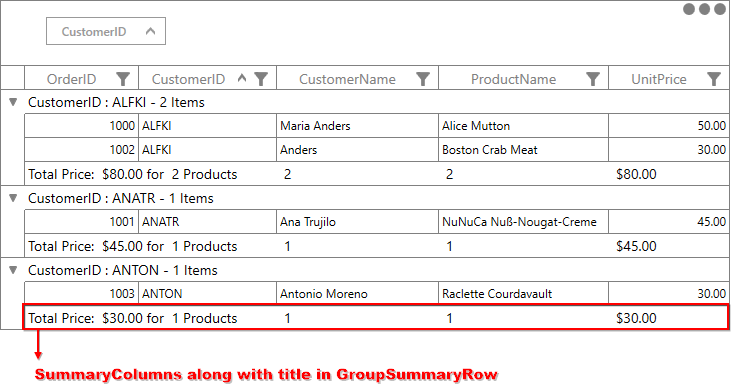 CustomerID
OrderID CustomerID CustomerName ProductName UnitPrice
CustomerID : ALFKI - 2 Items
1000 ALFKI Maria Anders Alice Mutton 50.00
1002 ALFKI Anders Boston Crab Meat 30.00
Total Price: $80.00 for 2 Products 2 2 $80.00
CustomerID : ANATR - 1 Items
1001 ANATR Ana Trujilo NuNuCa Nuß-Nougat-Creme 45.00
Total Price: $45.00 for 1 Products 1 1 $45.00
CustomerID : ANTON - 1 Items
1003 ANTON Antonio Moreno Raclette Courdavault 30.00
Total Price: $30.00 for 1 Products 1 1 $30.00
SummaryColumns along with title in GroupSummaryRow